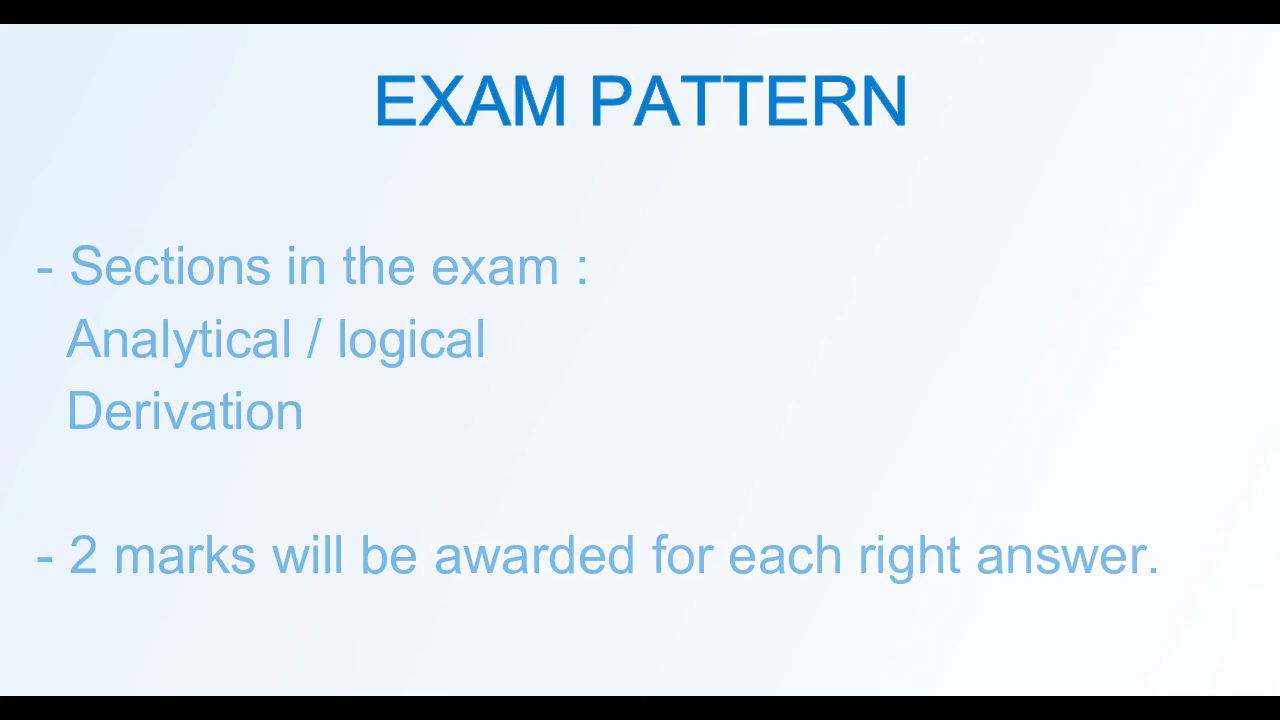 EXAM PATTERN
- Sections in the exam :
Analytical / logical
Derivation
- 2 marks will be awarded for each right answer.